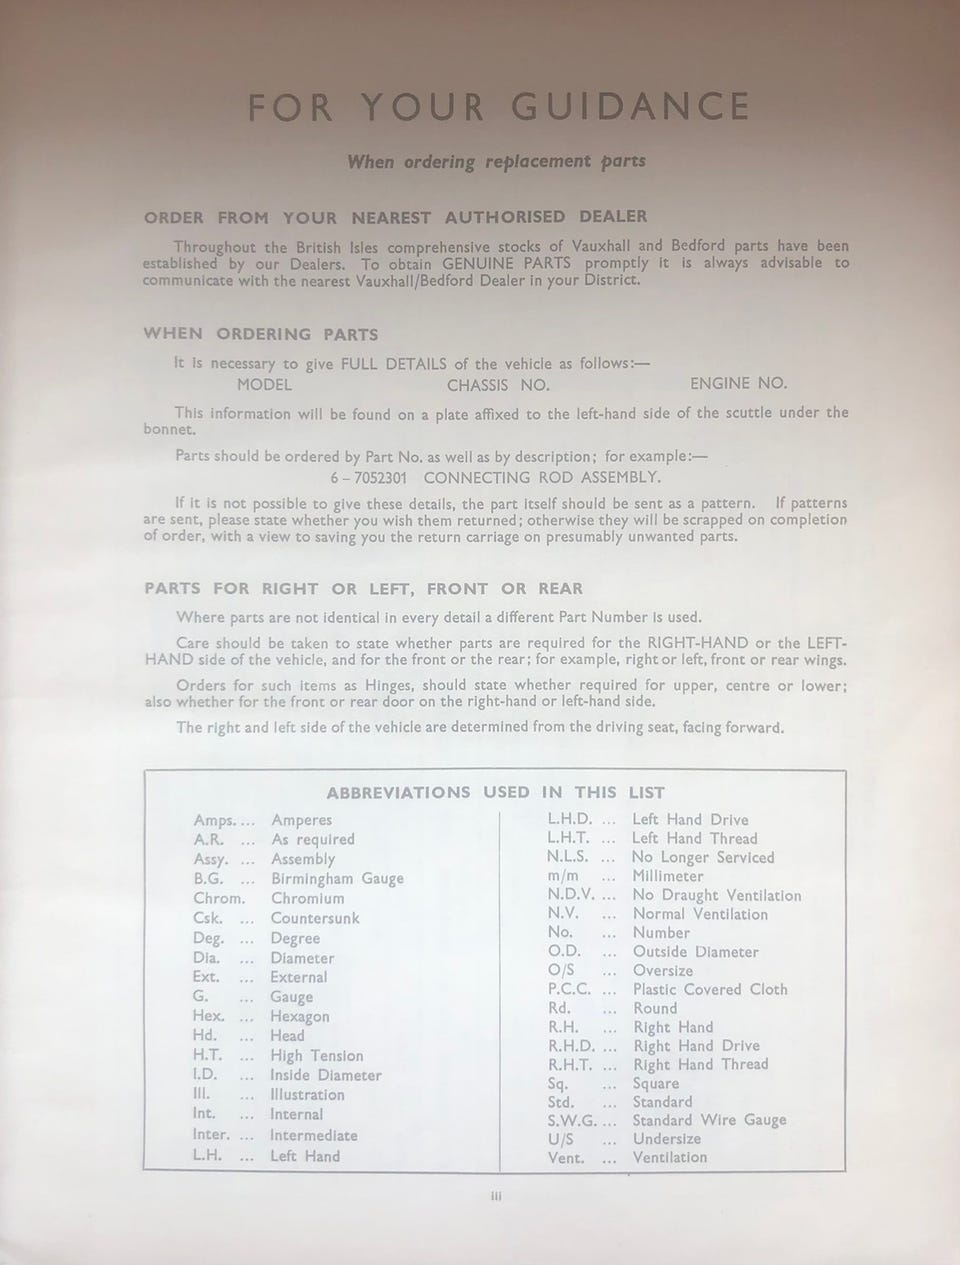 FOR YOUR GUIDANCE
When ordering replacement parts
ORDER FROM YOUR NEAREST AUTHORISED DEALER
Throughout the British Isles comprehensive stocks of Vauxhall and Bedford parts have been
established by our Dealers. To obtain GENUINE PARTS promptly it is always advisable to
communicate with the nearest Vauxhall/Bedford Dealer in your District.
WHEN ORDERING PARTS
It is necessary to give FULL DETAILS of the vehicle as follows:—
MODEL CHASSIS NO. ENGINE NO.
This information will be found on a plate affixed to the left-hand side of the scuttle under the
bonnet.
Parts should be ordered by Part No. as well as by description; for example:—
6 – 7052301 CONNECTING ROD ASSEMBLY.
If it is not possible to give these details, the part itself should be sent as a pattern. If patterns
are sent, please state whether you wish them returned; otherwise they will be scrapped on completion
of order, with a view to saving you the return carriage on presumably unwanted parts.
PARTS FOR RIGHT OR LEFT, FRONT OR REAR
Where parts are not identical in every detail a different Part Number is used.
Care should be taken to state whether parts are required for the RIGHT-HAND or the LEFT-
HAND side of the vehicle, and for the front or the rear; for example, right or left, front or rear wings.
Orders for such items as Hinges, should state whether required for upper, centre or lower;
also whether for the front or rear door on the right-hand or left-hand side.
The right and left side of the vehicle are determined from the driving seat, facing forward.
ABBREVIATIONS USED IN THIS LIST
Amps. ... Amperes
A.R. ... As required
Assy. ... Assembly
B.G. ... Birmingham Gauge
Chrom. Chromium
Csk. ... Countersunk
Deg. ... Degree
Dia. ... Diameter
Ext. ... External
G. ... Gauge
Hex. ... Hexagon
Hd. ... Head
H.T. ... High Tension
I.D. ... Inside Diameter
Ill. ... Illustration
Int. ... Internal
Inter. ... Intermediate
L.H. ... Left Hand
L.H.D. ... Left Hand Drive
L.H.T. ... Left Hand Thread
N.L.S. ... No Longer Serviced
m/m ... Millimeter
N.D.V. ... No Draught Ventilation
N.V. ... Normal Ventilation
No. ... Number
O.D. ... Outside Diameter
O/S ... Oversize
P.C.C. ... Plastic Covered Cloth
Rd. ... Round
R.H. ... Right Hand
R.H.D. ... Right Hand Drive
R.H.T. ... Right Hand Thread
Sq. ... Square
Std. ... Standard
S.W.G. ... Standard Wire Gauge
U/S ... Undersize
Vent. ... Ventilation
iii